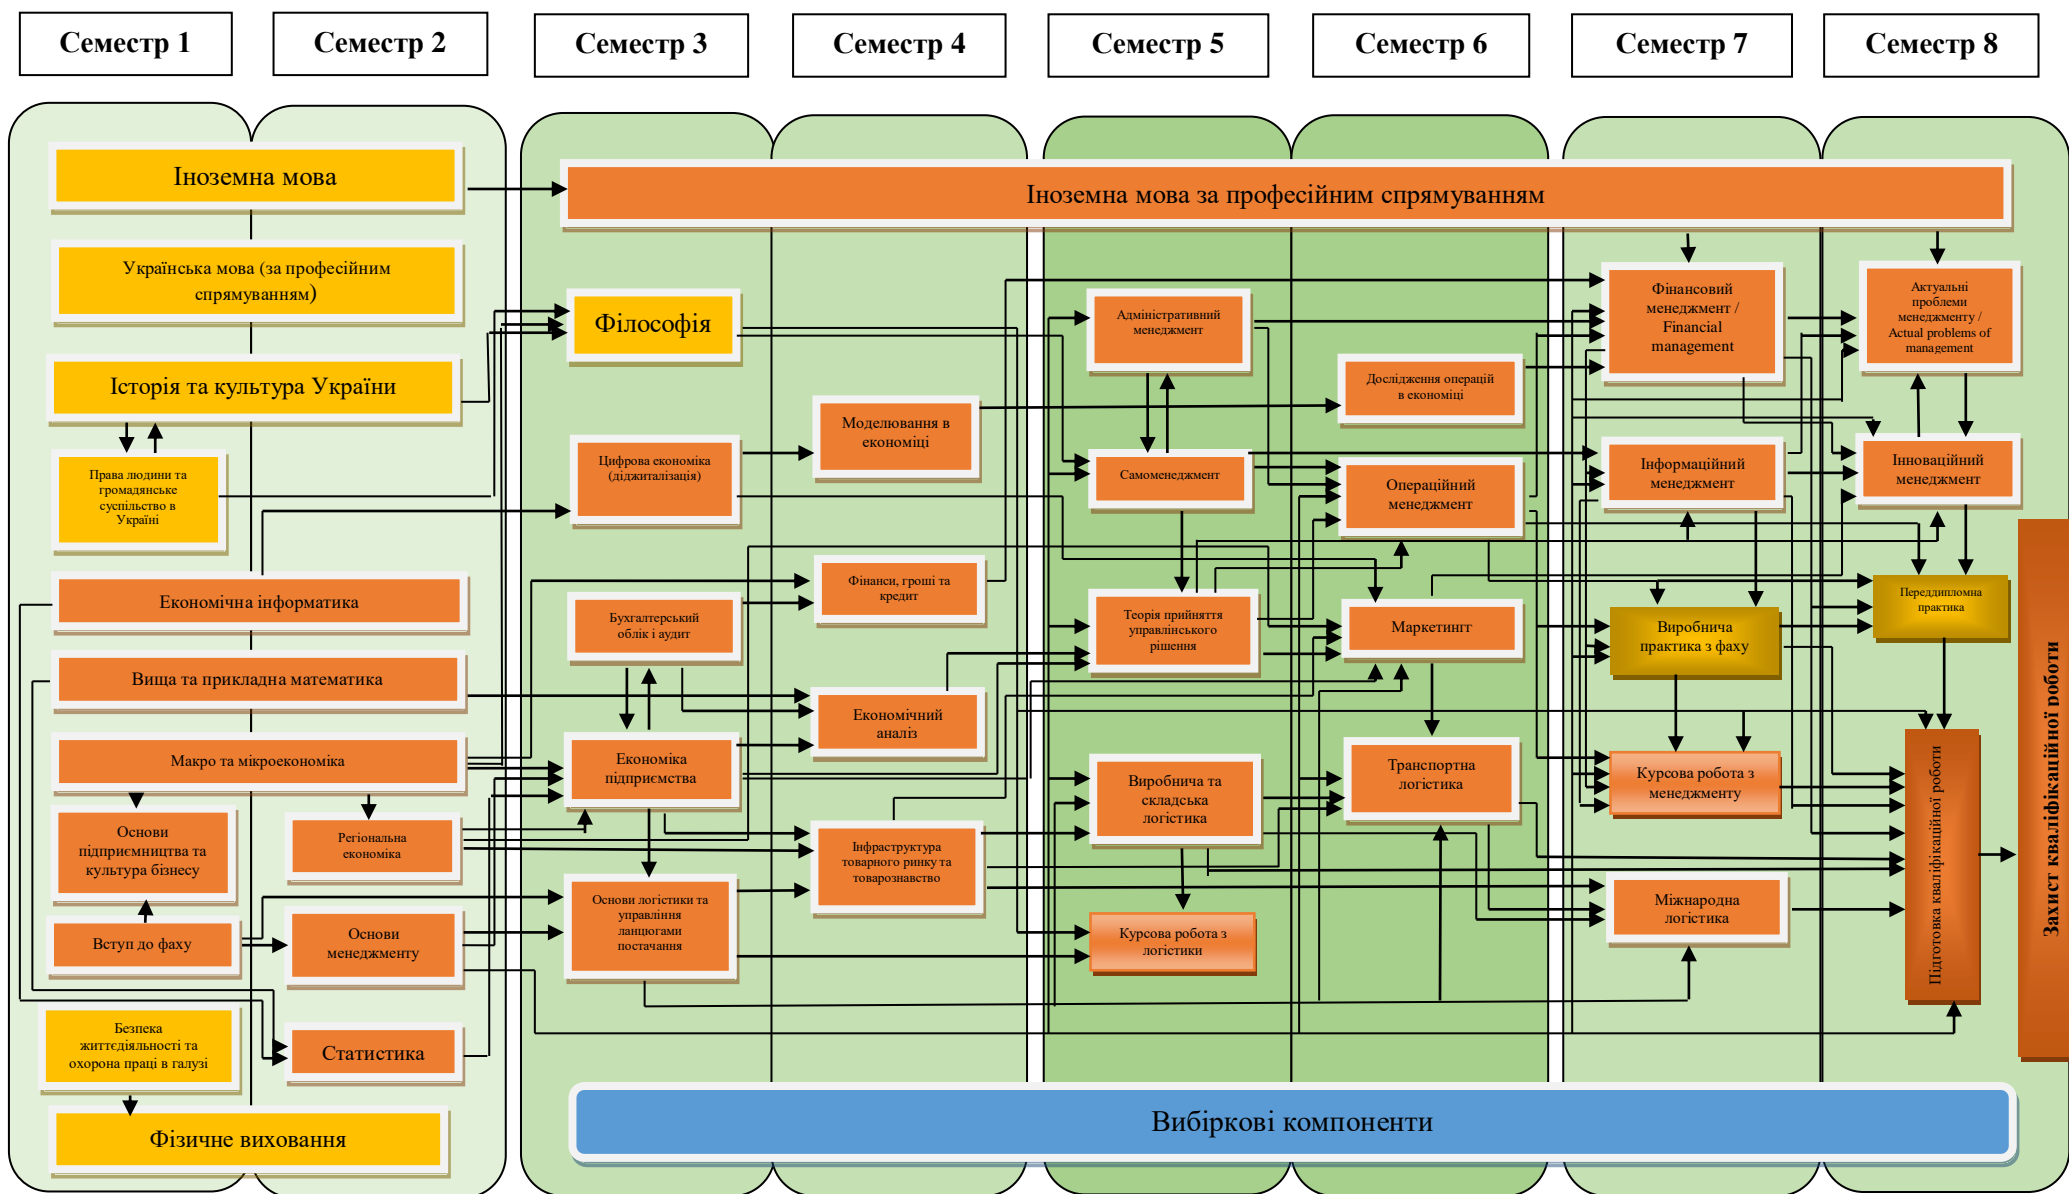 Семестр 1
Семестр 2
Семестр 3
Семестр 4
Семестр 5
Семестр 6
Семестр 7
Семестр 8
Іноземна мова
Українська мова (за професійним
спрямуванням)
Історія та культура України
Права людини та
громадянське
суспільство в
Україні
Економічна інформатика
Вища та прикладна математика
Макро та мікроекономіка
Основи
підприємництва та
культура бізнесу
Вступ до фаху
Безпека
життєдіяльності та
охорона праці в галузі
Фізичне виховання
Регіональна
економіка
Основи
менеджменту
Статистика
Іноземна мова за професійним спрямуванням
Філософія
Цифрова економіка
(діджиталізація)
Бухгалтерський
облік і аудит
Економіка
підприємства
Основи логістики та
управління
ланцюгами
постачання
Моделювання в
економіці
Фінанси, гроші та
кредит
Економічний
аналіз
Інфраструктура
товарного ринку та
товарознавство
Адміністративний
менеджмент
Самоменеджмент
Теорія прийняття
управлінського
рішення
Виробнича та
складська
логістика
Курсова робота з
логістики
Дослідження операцій
в економіці
Операційний
менеджмент
Маркетингг
Транспортна
логістика
Фінансовий
менеджмент /
Financial
management
Інформаційний
менеджмент
Виробнича
практика з фаху
Курсова робота з
менеджменту
Міжнародна
логістика
Актуальні
проблеми
менеджменту /
Actual problems of
management
Інноваційний
менеджмент
Переддипломна
практика
Підготовка кваліфікаційної роботи
Захист кваліфікаційної роботи
Вибіркові компоненти